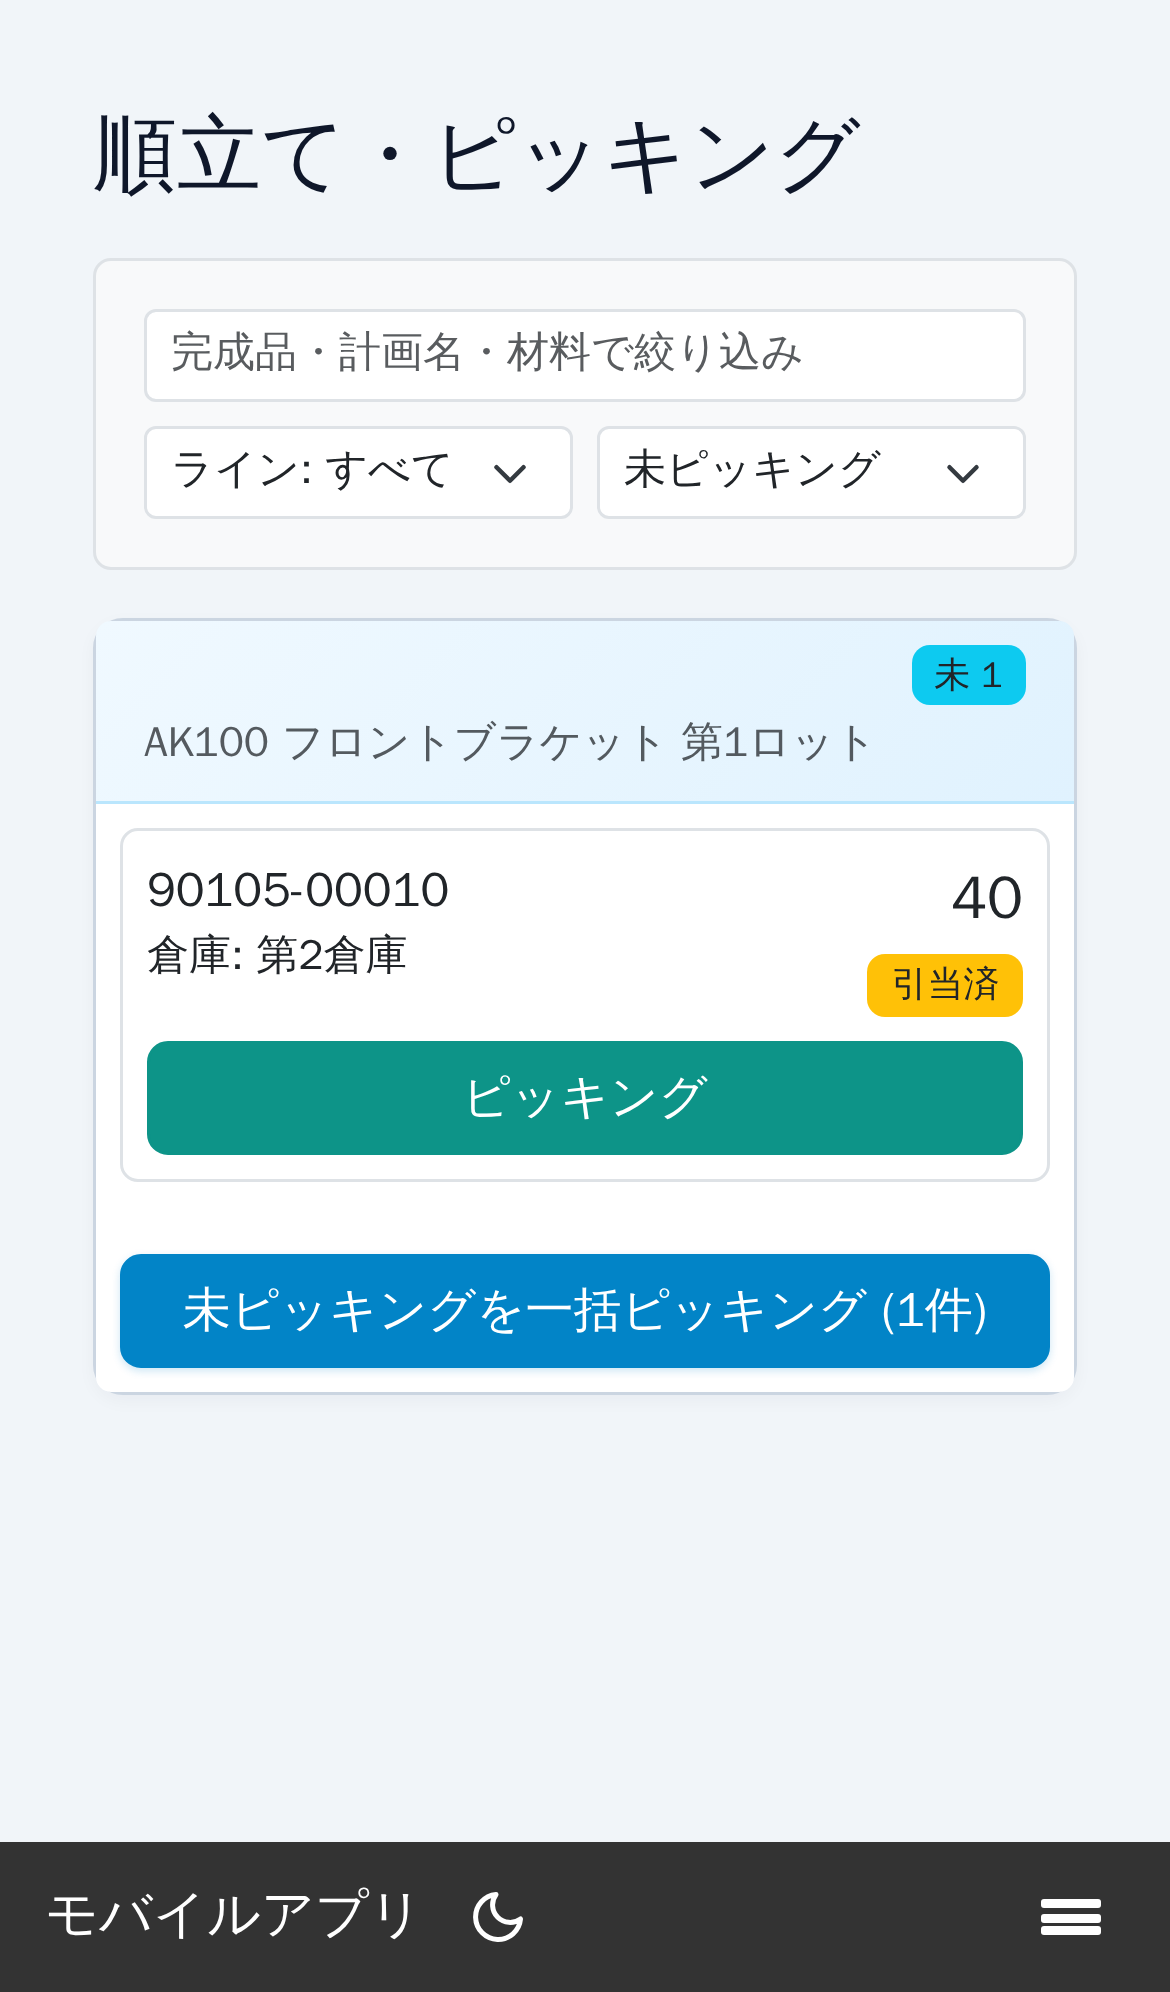 順立て・ピッキング
完成品・計画名・材料で絞り込み
ライン: すべて
未ピッキング
未 1
AK100 フロントブラケット 第1ロット
90105-00010
40
倉庫: 第2倉庫
引当済
ピッキング
未ピッキングを一括ピッキング (1件)
モバイルアプリ